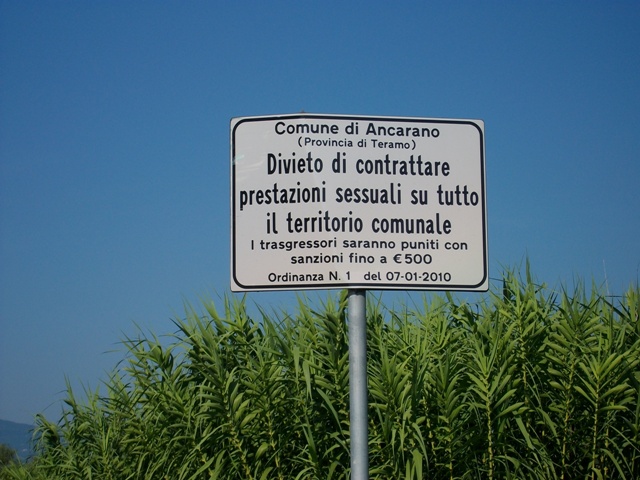 Comune di Ancarano
(Provincia di Teramo)
Divieto di contrattare
prestazioni sessuali su tutto
il territorio comunale
I trasgressori saranno puniti con
sanzioni fino a €500
Ordinanza N. 1 del 07-01-2010